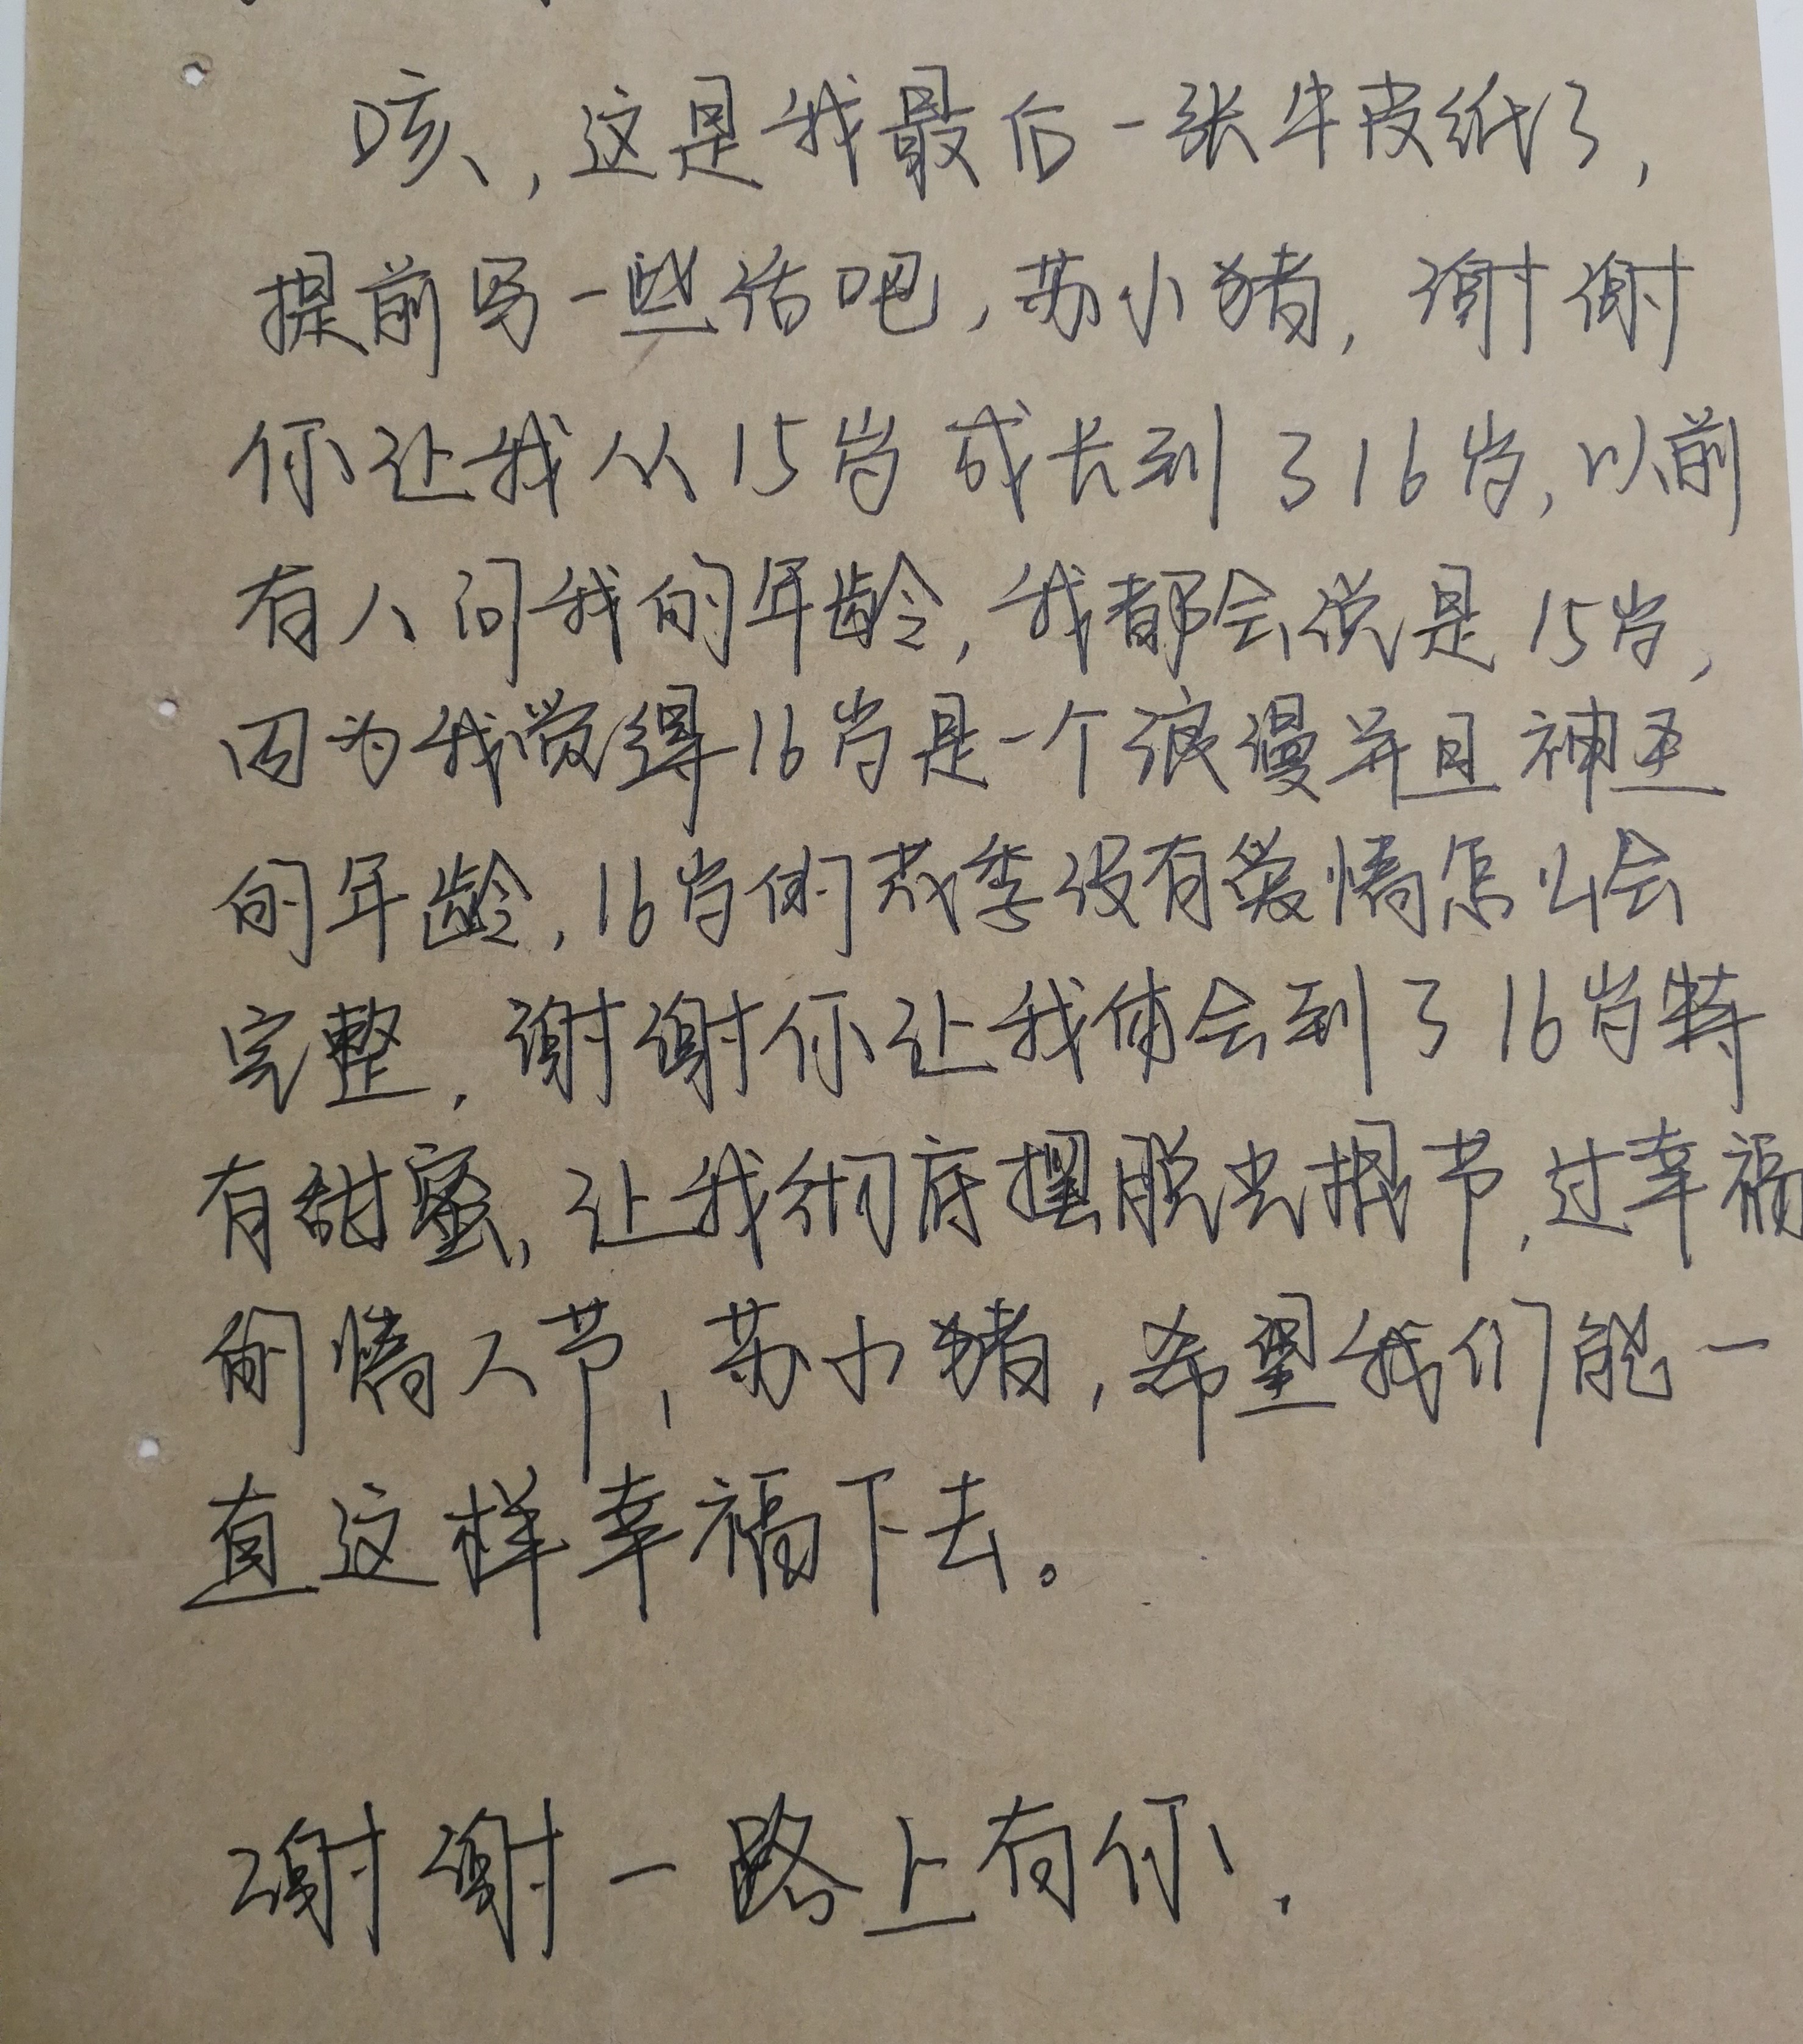 咳，这是我最后一张牛皮纸了，
提前写一些话吧，苏小猪，谢谢
你让我从15岁成长到了16岁，以前
有人问我的年龄，我都会说是15岁，
因为我觉得16岁是一个浪漫并且神圣
的年龄，16岁的花季没有爱情怎么会
完整，谢谢你让我体会到了16岁特
有甜蜜，让我彻底摆脱光棍节，过幸福
的情人节，苏小猪，希望我们能一
直这样幸福下去。
谢谢一路上有你，